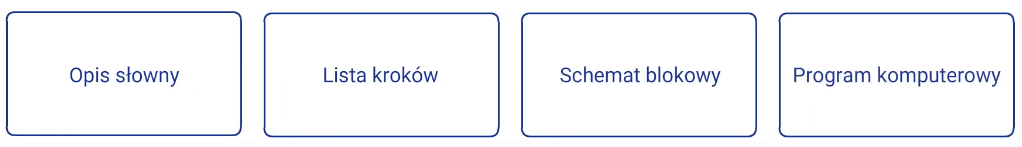 Opis słowny
Lista kroków
Schemat blokowy
Program komputerowy